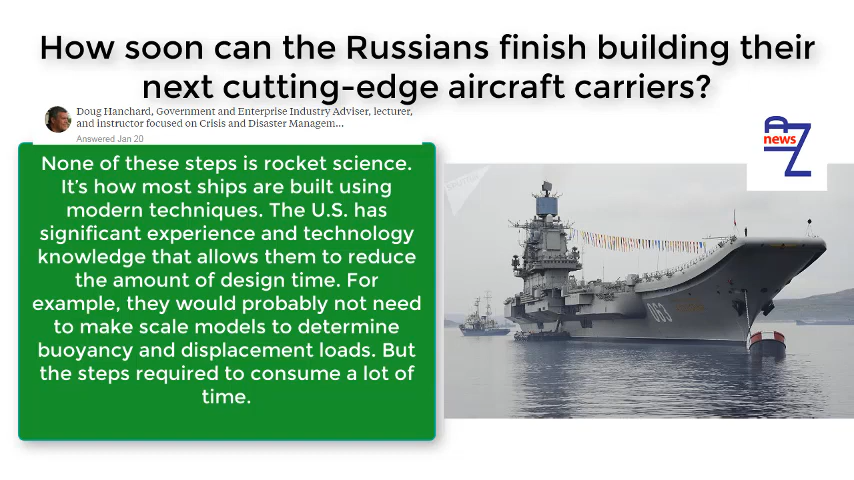 How soon can the Russians finish building their
next cutting-edge aircraft carriers?
Doug Hanchard, Government and Enterprise Industry Adviser, lecturer,
and instructor focused on Crisis and Disaster Managem...
Answered Jan 20
None of these steps is rocket science.
It's how most ships are built using
modern techniques. The U.S. has
significant experience and technology
knowledge that allows them to reduce
the amount of design time. For
example, they would probably not need
to make scale models to determine
buoyancy and displacement loads. But
the steps required to consume a lot of
time.
news
063